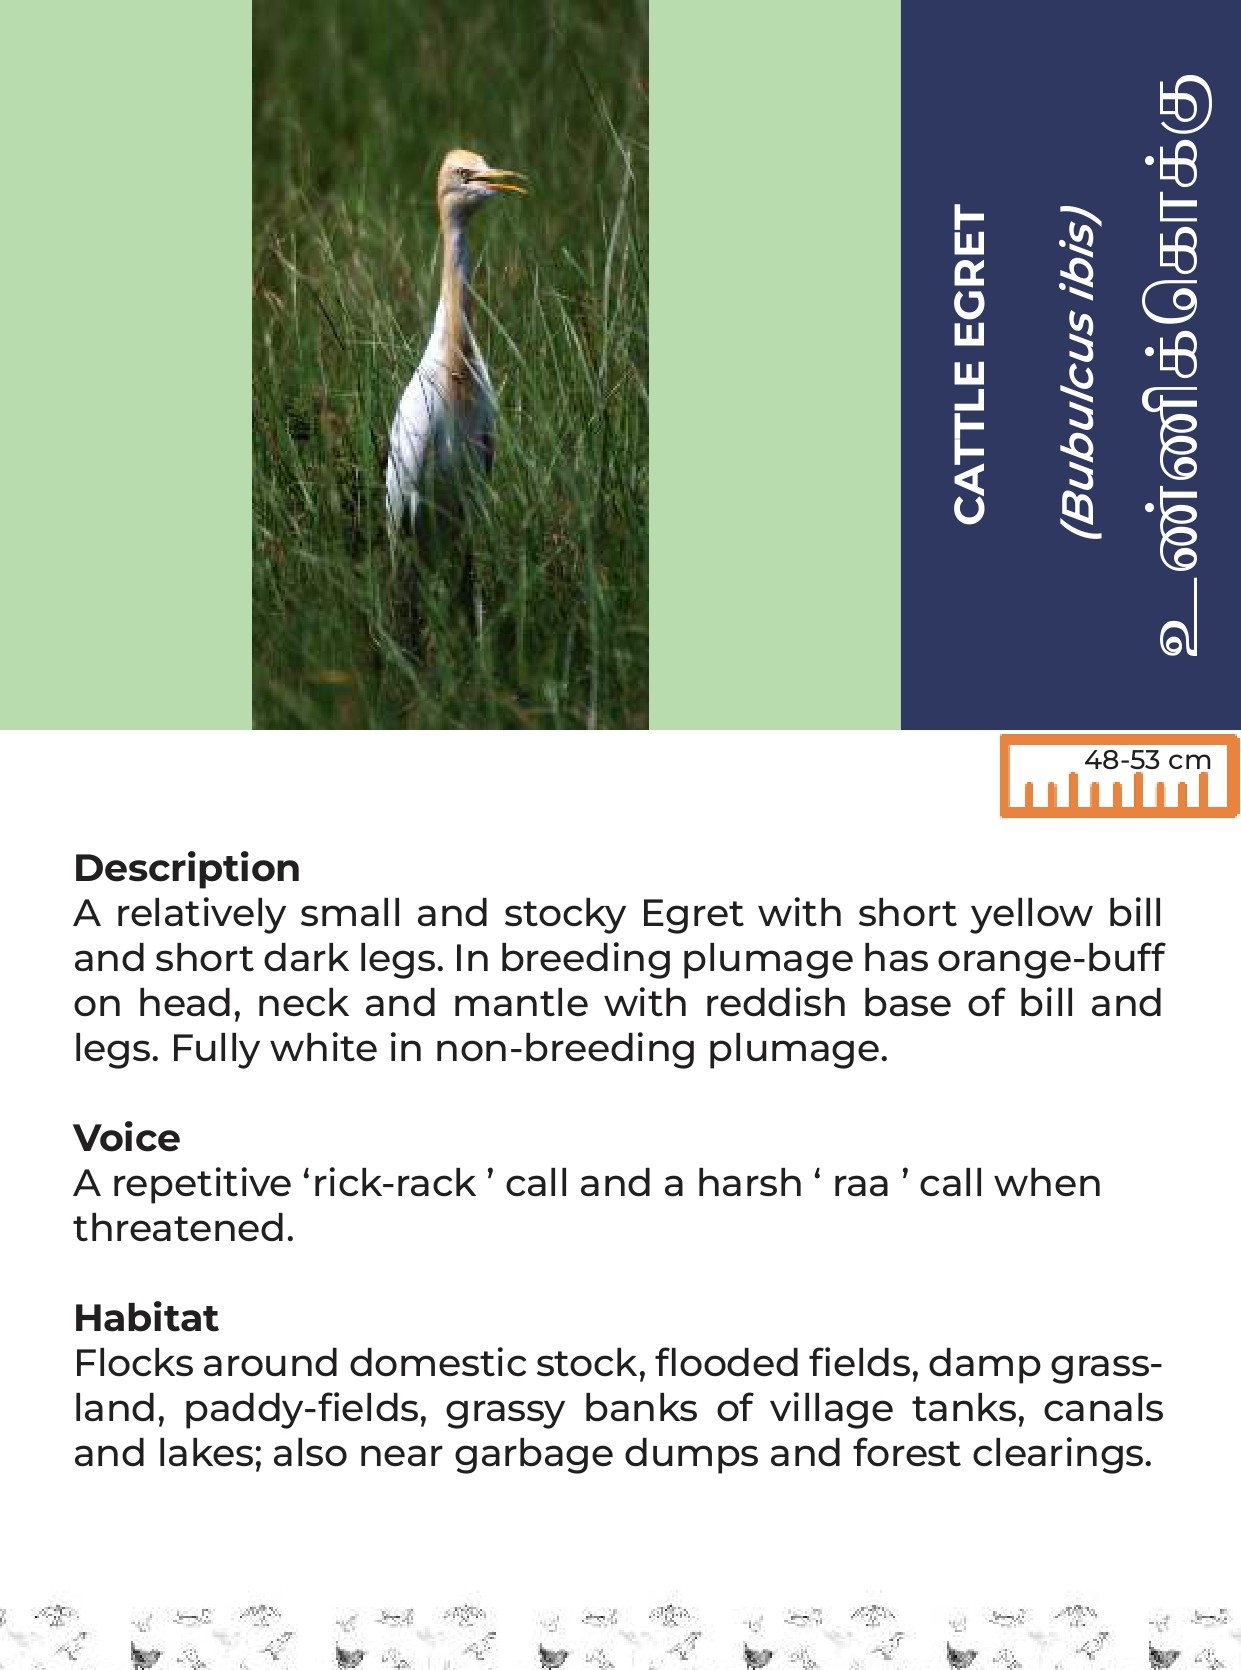 CATTLE EGRET
(Bubulcus ibis)
உண்ணிக்கொக்கு
48-53 cm
Description
A relatively small and stocky Egret with short yellow bill
and short dark legs. In breeding plumage has orange-buff
on head, neck and mantle with reddish base of bill and
legs. Fully white in non-breeding plumage.
Voice
A repetitive ‘rick-rack ’ call and a harsh ‘ raa ’ call when
threatened.
Habitat
Flocks around domestic stock, flooded fields, damp grass-
land, paddy-fields, grassy banks of village tanks, canals
and lakes; also near garbage dumps and forest clearings.